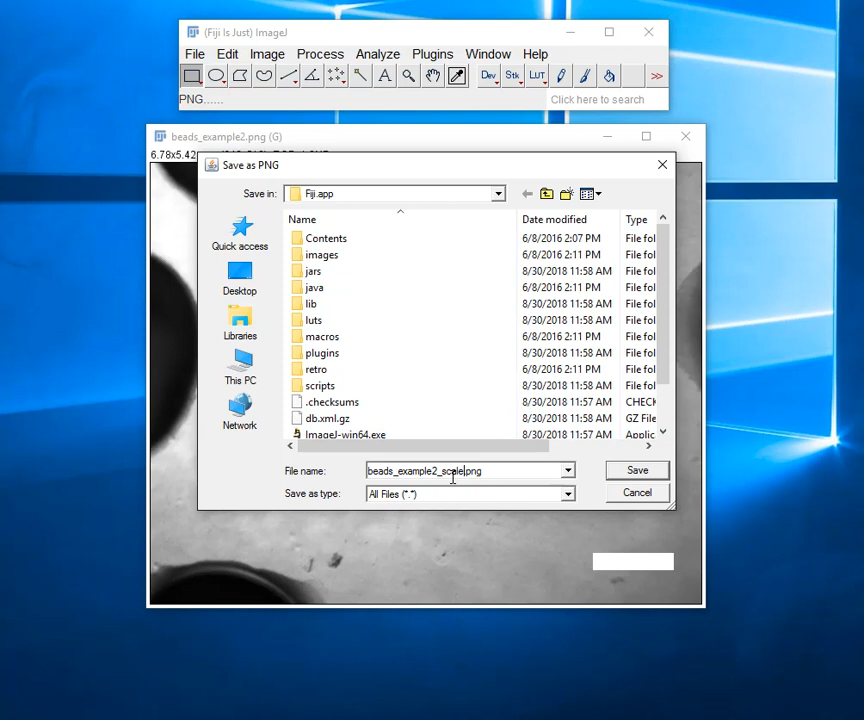 (Fiji Is Just) ImageJ
File Edit Image Process Analyze Plugins Window Help
Dev Stk LUT
PNG...... Click here to search
beads_example2.png (G)
6.78x5.42
Save as PNG
Save in: Fiji.app
Name Date modified Type
Quick access
Desktop
Libraries
This PC
Network
Contents 6/8/2016 2:07 PM File fol
images 6/8/2016 2:11 PM File fol
jars 8/30/2018 11:58 AM File fol
java 6/8/2016 2:11 PM File fol
lib 8/30/2018 11:58 AM File fol
luts 8/30/2018 11:58 AM File fol
macros 6/8/2016 2:11 PM File fol
plugins 8/30/2018 11:58 AM File fol
retro 6/8/2016 2:11 PM File fol
scripts 8/30/2018 11:58 AM File fol
.checksums 8/30/2018 11:57 AM CHECK
db.xml.gz 8/30/2018 11:58 AM GZ File
ImageJ-win64.exe 8/30/2018 11:57 AM Applic
File name: beads_example2_scale.png Save
Save as type: All Files (*.*) Cancel